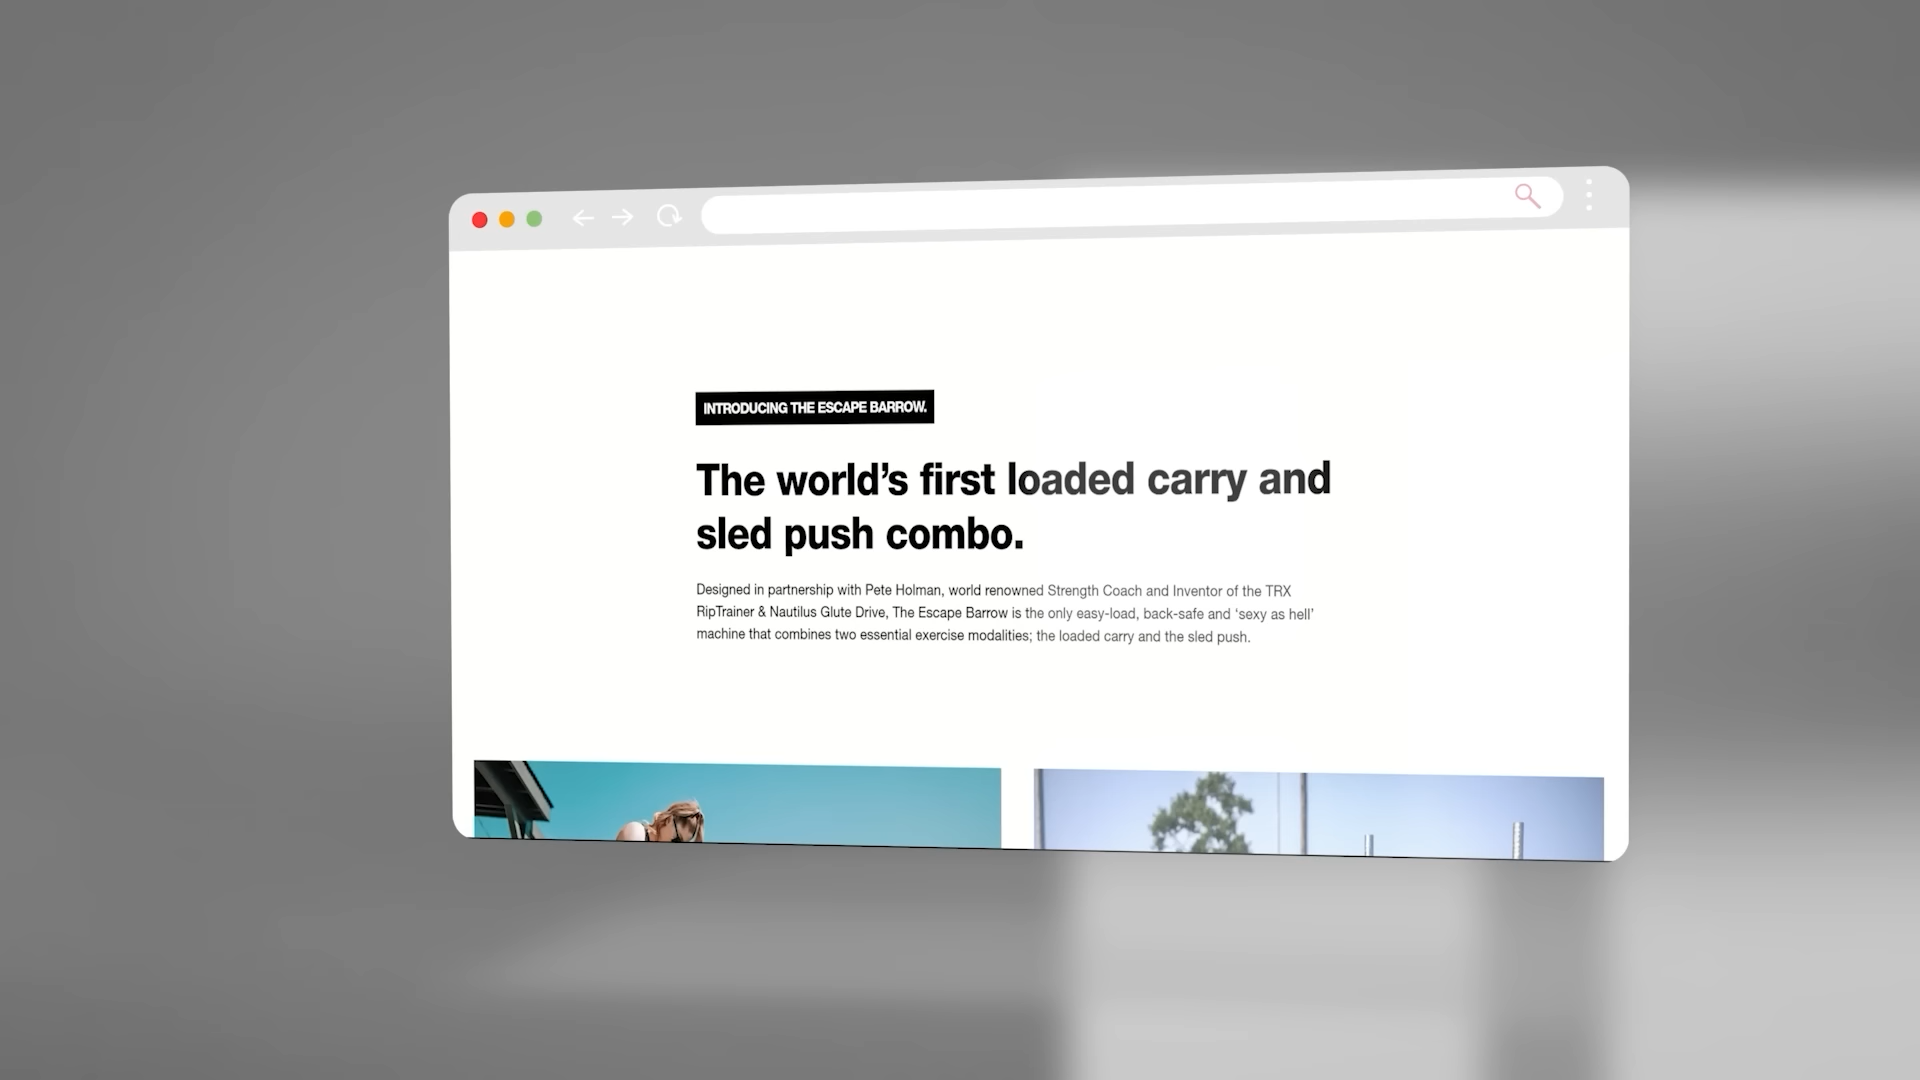 INTRODUCING THE ESCAPE BARROW.
The world’s first loaded carry and
sled push combo.
Designed in partnership with Pete Holman, world renowned Strength Coach and Inventor of the TRX
RipTrainer & Nautilus Glute Drive, The Escape Barrow is the only easy-load, back-safe and ‘sexy as hell’
machine that combines two essential exercise modalities; the loaded carry and the sled push.